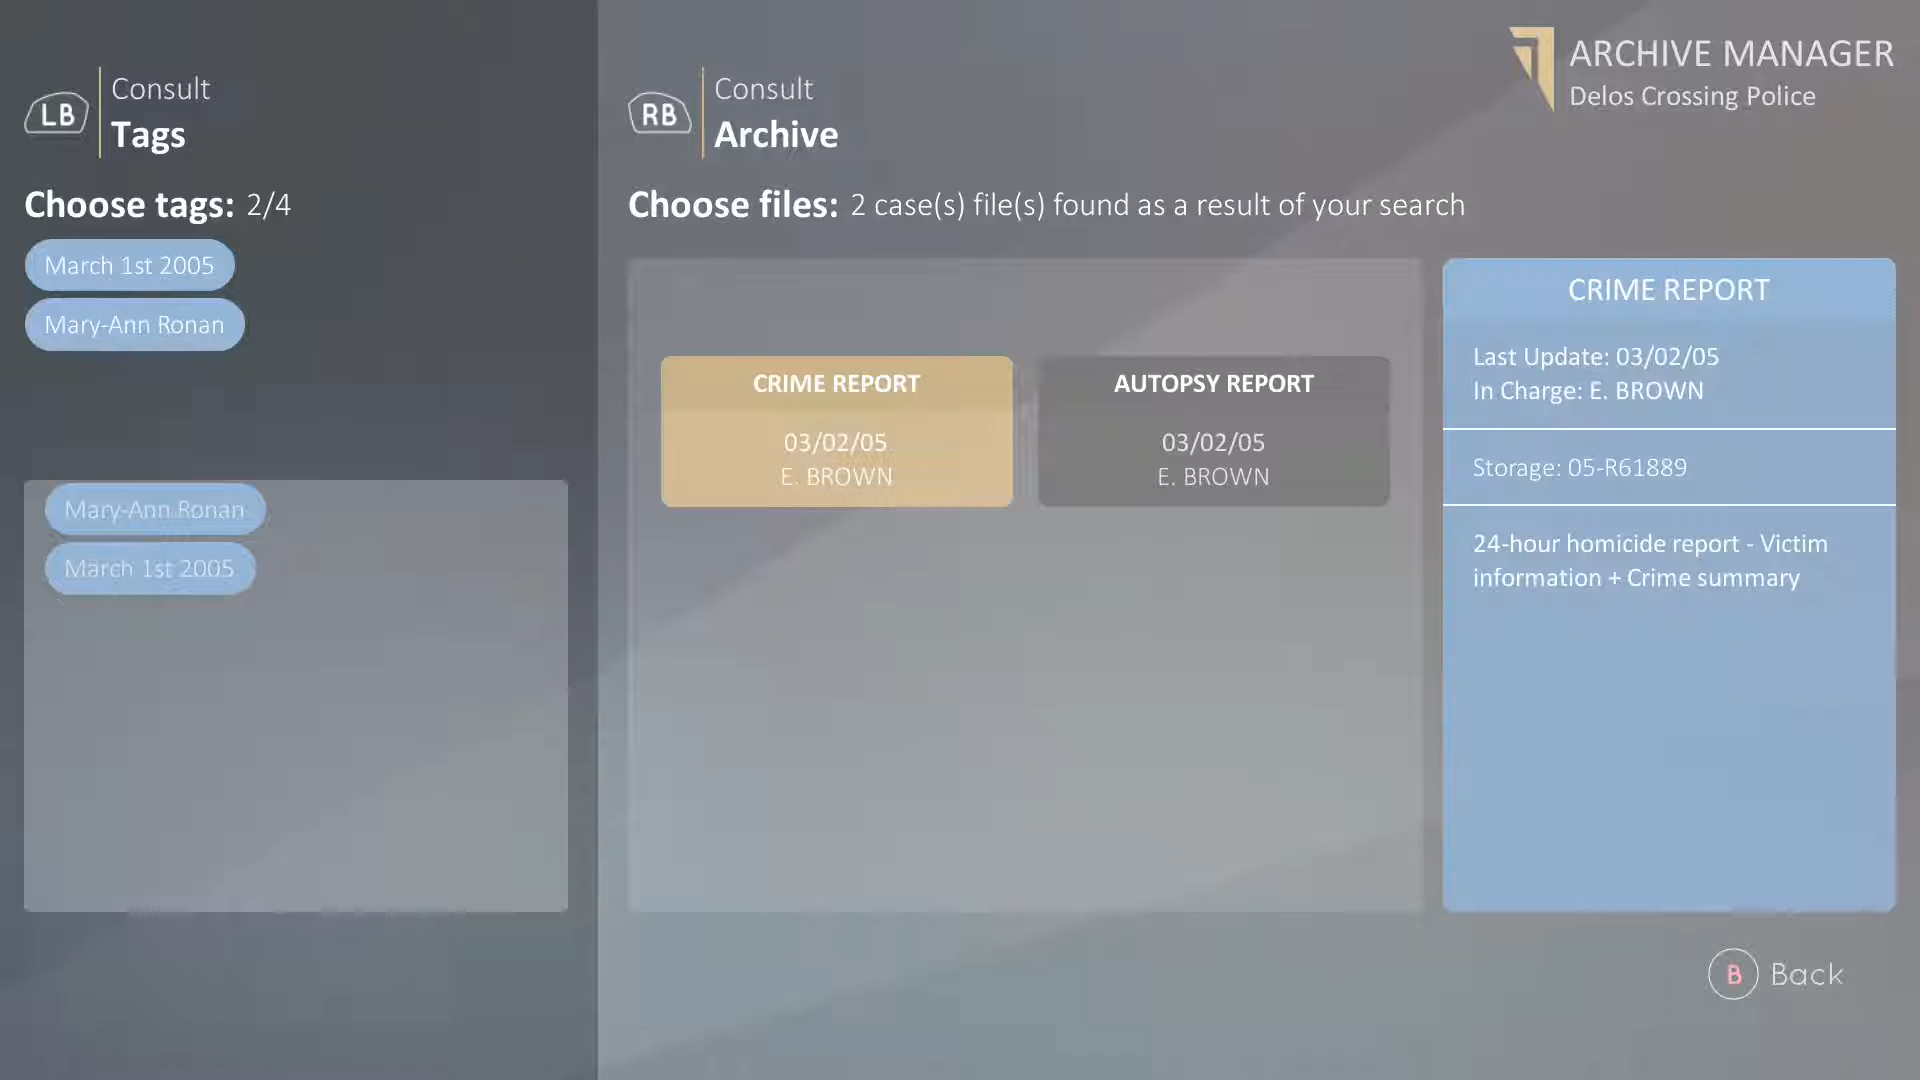 ARCHIVE MANAGER
Delos Crossing Police
LB
Consult
Tags
RB
Consult
Archive
Choose tags: 2/4
March 1st 2005
Mary-Ann Ronan
Mary-Ann Ronan
March 1st 2005
Choose files: 2 case(s) file(s) found as a result of your search
CRIME REPORT
03/02/05
E. BROWN
AUTOPSY REPORT
03/02/05
E. BROWN
CRIME REPORT
Last Update: 03/02/05
In Charge: E. BROWN
Storage: 05-R61889
24-hour homicide report - Victim
information + Crime summary
B Back